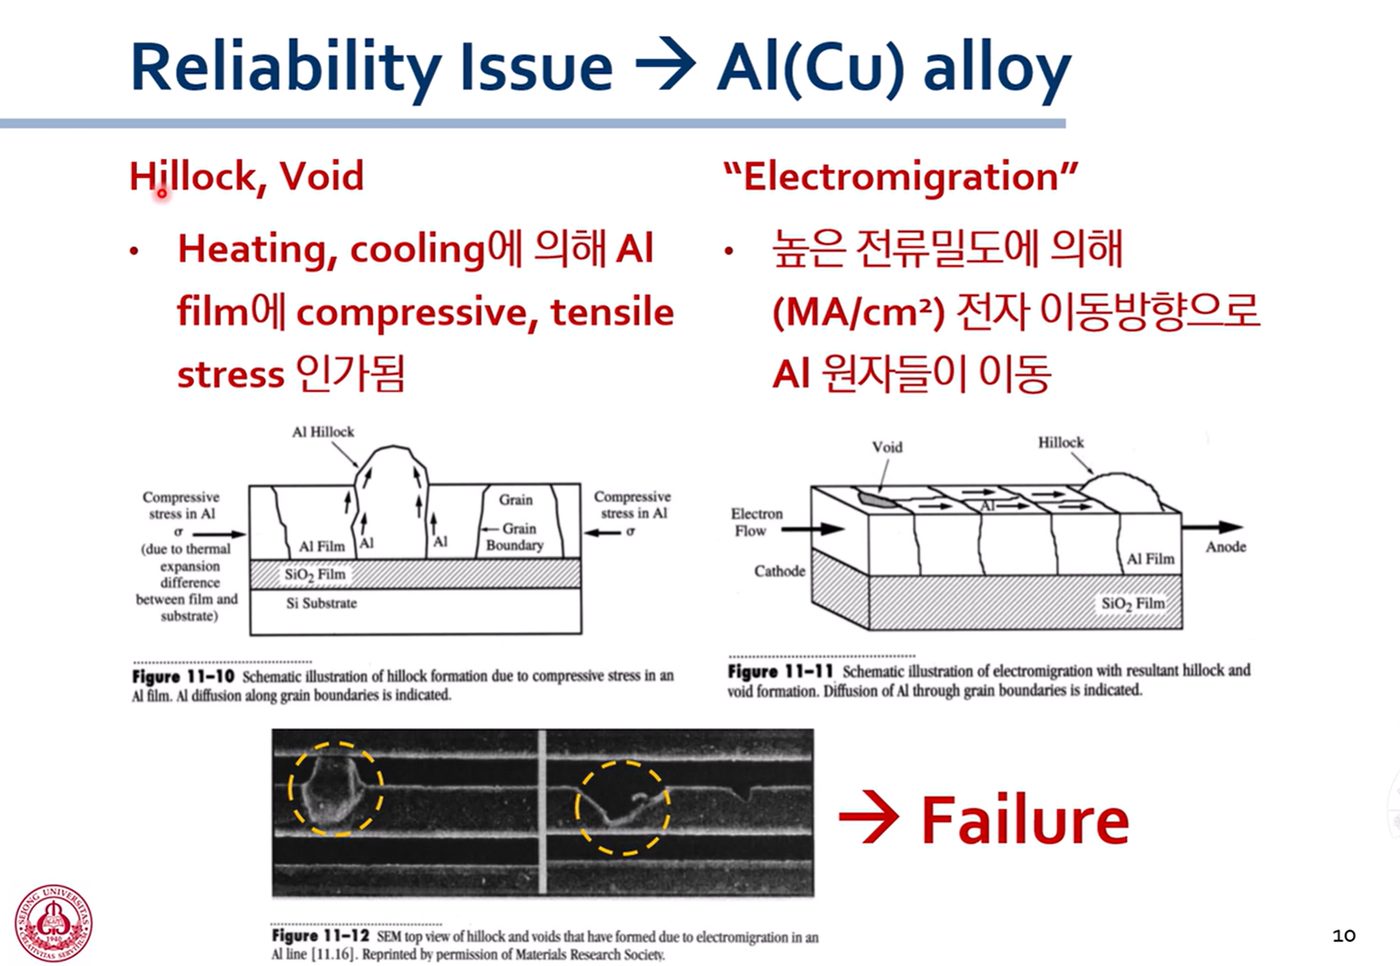 Reliability Issue → Al(Cu) alloy
Hillock, Void
• Heating, cooling에 의해 Al
film에 compressive, tensile
stress 인가됨
“Electromigration”
• 높은 전류밀도에 의해
(MA/cm²) 전자 이동방향으로
Al 원자들이 이동
Al Hillock
Compressive
stress in Al
σ
(due to thermal
expansion
difference
between film and
substrate)
Al Film
Al
Al
Grain
Grain
Boundary
SiO₂ Film
Si Substrate
Compressive
stress in Al
σ
Figure 11–10 Schematic illustration of hillock formation due to compressive stress in an
Al film. Al diffusion along grain boundaries is indicated.
Void
Hillock
Electron
Flow
Cathode
Al
Al Film
Anode
SiO₂ Film
Figure 11–11 Schematic illustration of electromigration with resultant hillock and
void formation. Diffusion of Al through grain boundaries is indicated.
→ Failure
Figure 11–12 SEM top view of hillock and voids that have formed due to electromigration in an
Al line [11.16]. Reprinted by permission of Materials Research Society.
SEJONG UNIVERSITAS
1940
CREATIVITAS SERVITIUM
10